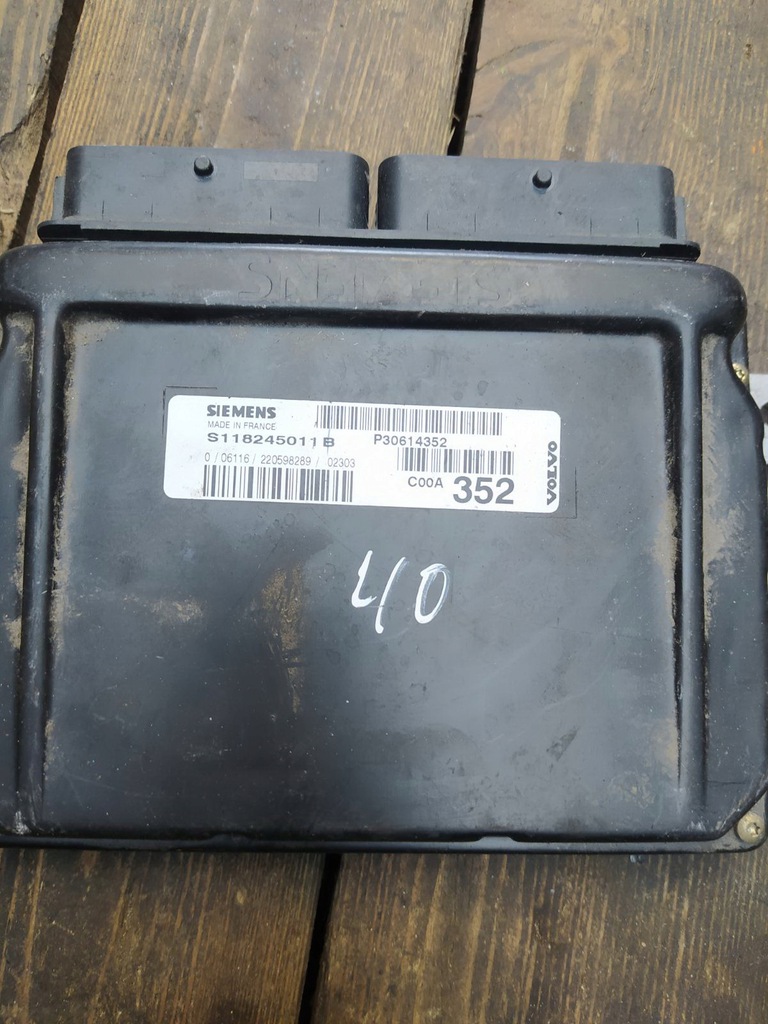 SIEMENS
SIEMENS
MADE IN FRANCE
S118245011 B
P30614352
0 / 06116 / 220598289 / 02303
C00A 352
VOLVO
40